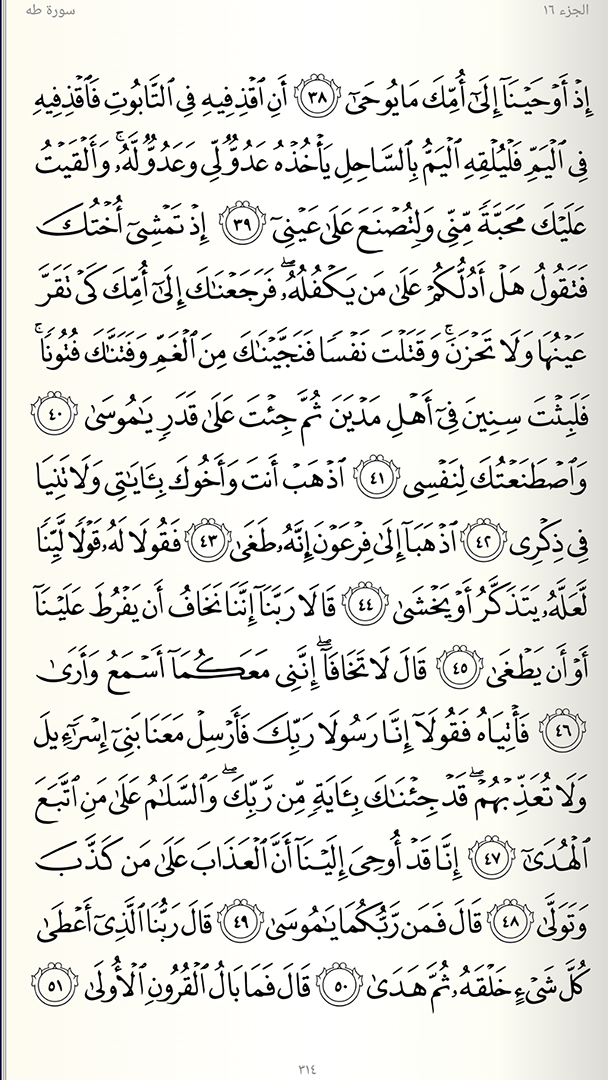 الجزء ١٦
سورة طه
إِذۡ أَوۡحَيۡنَآ إِلَىٰٓ أُمِّكَ مَا يُوحَىٰٓ ٣٨ أَنِ ٱقۡذِفِيهِ فِي ٱلتَّابُوتِ فَٱقۡذِفِيهِ
فِي ٱلۡيَمِّ فَلۡيُلۡقِهِ ٱلۡيَمُّ بِٱلسَّاحِلِ يَأۡخُذۡهُ عَدُوّٞ لِّي وَعَدُوّٞ لَّهُۥۚ وَأَلۡقَيۡتُ
عَلَيۡكَ مَحَبَّةٗ مِّنِّي وَلِتُصۡنَعَ عَلَىٰ عَيۡنِيٓ ٣٩ إِذۡ تَمۡشِيٓ أُخۡتُكَ
فَتَقُولُ هَلۡ أَدُلُّكُمۡ عَلَىٰ مَن يَكۡفُلُهُۥۖ فَرَجَعۡنَٰكَ إِلَىٰٓ أُمِّكَ كَيۡ تَقَرَّ
عَيۡنُهَا وَلَا تَحۡزَنَۚ وَقَتَلۡتَ نَفۡسٗا فَنَجَّيۡنَٰكَ مِنَ ٱلۡغَمِّ وَفَتَنَّٰكَ فُتُونٗاۚ
فَلَبِثۡتَ سِنِينَ فِيٓ أَهۡلِ مَدۡيَنَ ثُمَّ جِئۡتَ عَلَىٰ قَدَرٖ يَٰمُوسَىٰ ٤٠
وَٱصۡطَنَعۡتُكَ لِنَفۡسِي ٤١ ٱذۡهَبۡ أَنتَ وَأَخُوكَ بِـَٔايَٰتِي وَلَا تَنِيَا
فِي ذِكۡرِي ٤٢ ٱذۡهَبَآ إِلَىٰ فِرۡعَوۡنَ إِنَّهُۥ طَغَىٰ ٤٣ فَقُولَا لَهُۥ قَوۡلٗا لَّيِّنٗا
لَّعَلَّهُۥ يَتَذَكَّرُ أَوۡ يَخۡشَىٰ ٤٤ قَالَا رَبَّنَآ إِنَّنَا نَخَافُ أَن يَفۡرُطَ عَلَيۡنَآ
أَوۡ أَن يَطۡغَىٰ ٤٥ قَالَ لَا تَخَافَآۖ إِنَّنِي مَعَكُمَآ أَسۡمَعُ وَأَرَىٰ
٤٦ فَأۡتِيَاهُ فَقُولَآ إِنَّا رَسُولَا رَبِّكَ فَأَرۡسِلۡ مَعَنَا بَنِيٓ إِسۡرَٰٓءِيلَ
وَلَا تُعَذِّبۡهُمۡۖ قَدۡ جِئۡنَٰكَ بِـَٔايَةٖ مِّن رَّبِّكَۖ وَٱلسَّلَٰمُ عَلَىٰ مَنِ ٱتَّبَعَ
ٱلۡهُدَىٰٓ ٤٧ إِنَّا قَدۡ أُوحِيَ إِلَيۡنَآ أَنَّ ٱلۡعَذَابَ عَلَىٰ مَن كَذَّبَ
وَتَوَلَّىٰ ٤٨ قَالَ فَمَن رَّبُّكُمَا يَٰمُوسَىٰ ٤٩ قَالَ رَبُّنَا ٱلَّذِيٓ أَعۡطَىٰ
كُلَّ شَيۡءٍ خَلۡقَهُۥ ثُمَّ هَدَىٰ ٥٠ قَالَ فَمَا بَالُ ٱلۡقُرُونِ ٱلۡأُولَىٰ ٥١
٣١٤